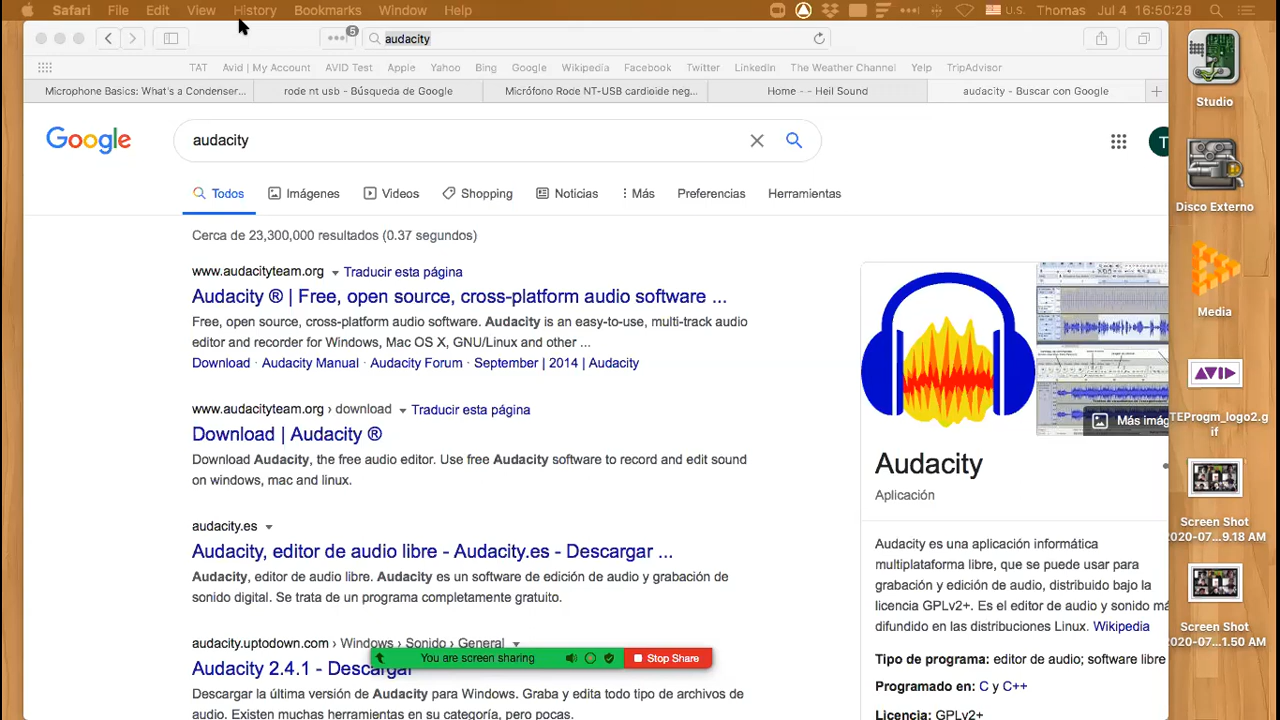 Safari File Edit View History Bookmarks Window Help U.S. Thomas Jul 4 16:50:29
5 audacity
TAT Avid | My Account AVID Test Apple Yahoo Bing Google Wikipedia Facebook Twitter LinkedIn The Weather Channel Yelp TripAdvisor
Microphone Basics: What's a Condenser... rode nt usb - Búsqueda de Google Micrófono Rode NT-USB cardioide neg... Home - - Heil Sound audacity - Buscar con Google
Google audacity T
Todos Imágenes Videos Shopping Noticias Más Preferencias Herramientas
Cerca de 23,300,000 resultados (0.37 segundos)
www.audacityteam.org Traducir esta página
Audacity ® | Free, open source, cross-platform audio software ...
Free, open source, cross-platform audio software. Audacity is an easy-to-use, multi-track audio
editor and recorder for Windows, Mac OS X, GNU/Linux and other ...
Download · Audacity Manual · Audacity Forum · September | 2014 | Audacity
www.audacityteam.org › download Traducir esta página
Download | Audacity ®
Download Audacity, the free audio editor. Use free Audacity software to record and edit sound
on windows, mac and linux.
audacity.es
Audacity, editor de audio libre - Audacity.es - Descargar ...
Audacity, editor de audio libre. Audacity es un software de edición de audio y grabación de
sonido digital. Se trata de un programa completamente gratuito.
audacity.uptodown.com › Windows › Sonido › General
Audacity 2.4.1 - Descargar
Descargar la última versión de Audacity para Windows. Graba y edita todo tipo de archivos de
audio. Existen muchas herramientas en su categoría, pero pocas.
You are screen sharing Stop Share
Más imág
Audacity
Aplicación
Audacity es una aplicación informática
multiplataforma libre, que se puede usar para
grabación y edición de audio, distribuido bajo la
licencia GPLv2+. Es el editor de audio y sonido má
difundido en las distribuciones Linux. Wikipedia
Tipo de programa: editor de audio; software libre
Programado en: C y C++
Licencia: GPLv2+
Studio
Disco Externo
Media
AVID
TEProgm_logo2.g
if
Screen Shot
2020-07...9.18 AM
Screen Shot
2020-07...1.50 AM